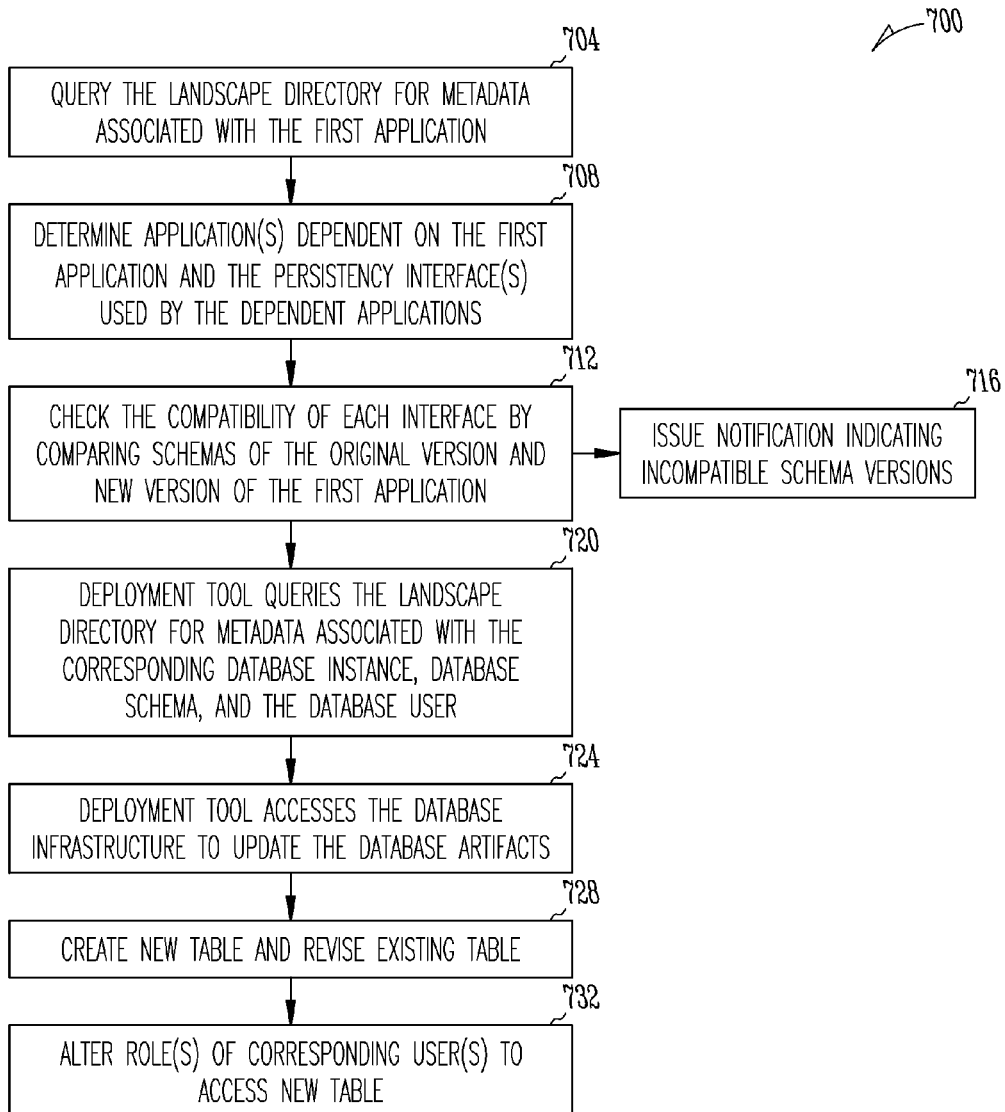 700
704
QUERY THE LANDSCAPE DIRECTORY FOR METADATA
ASSOCIATED WITH THE FIRST APPLICATION
708
DETERMINE APPLICATION(S) DEPENDENT ON THE FIRST
APPLICATION AND THE PERSISTENCY INTERFACE(S)
USED BY THE DEPENDENT APPLICATIONS
712
CHECK THE COMPATIBILITY OF EACH INTERFACE BY
COMPARING SCHEMAS OF THE ORIGINAL VERSION AND
NEW VERSION OF THE FIRST APPLICATION
716
ISSUE NOTIFICATION INDICATING
INCOMPATIBLE SCHEMA VERSIONS
720
DEPLOYMENT TOOL QUERIES THE LANDSCAPE
DIRECTORY FOR METADATA ASSOCIATED WITH THE
CORRESPONDING DATABASE INSTANCE, DATABASE
SCHEMA, AND THE DATABASE USER
724
DEPLOYMENT TOOL ACCESSES THE DATABASE
INFRASTRUCTURE TO UPDATE THE DATABASE ARTIFACTS
728
CREATE NEW TABLE AND REVISE EXISTING TABLE
732
ALTER ROLE(S) OF CORRESPONDING USER(S) TO
ACCESS NEW TABLE